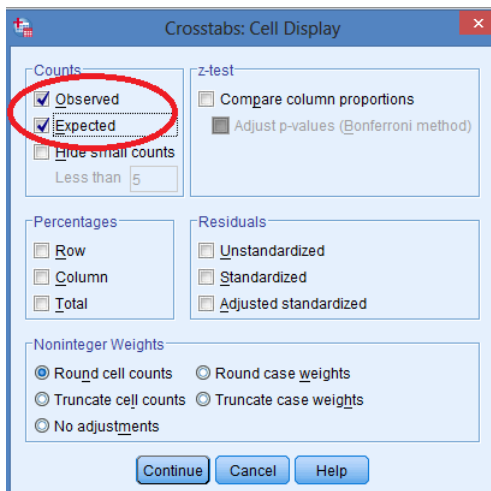 Crosstabs: Cell Display
Counts
Observed
Expected
Hide small counts
Less than 5
z-test
Compare column proportions
Adjust p-values (Bonferroni method)
Percentages
Row
Column
Total
Residuals
Unstandardized
Standardized
Adjusted standardized
Noninteger Weights
Round cell counts
Round case weights
Truncate cell counts
Truncate case weights
No adjustments
Continue
Cancel
Help